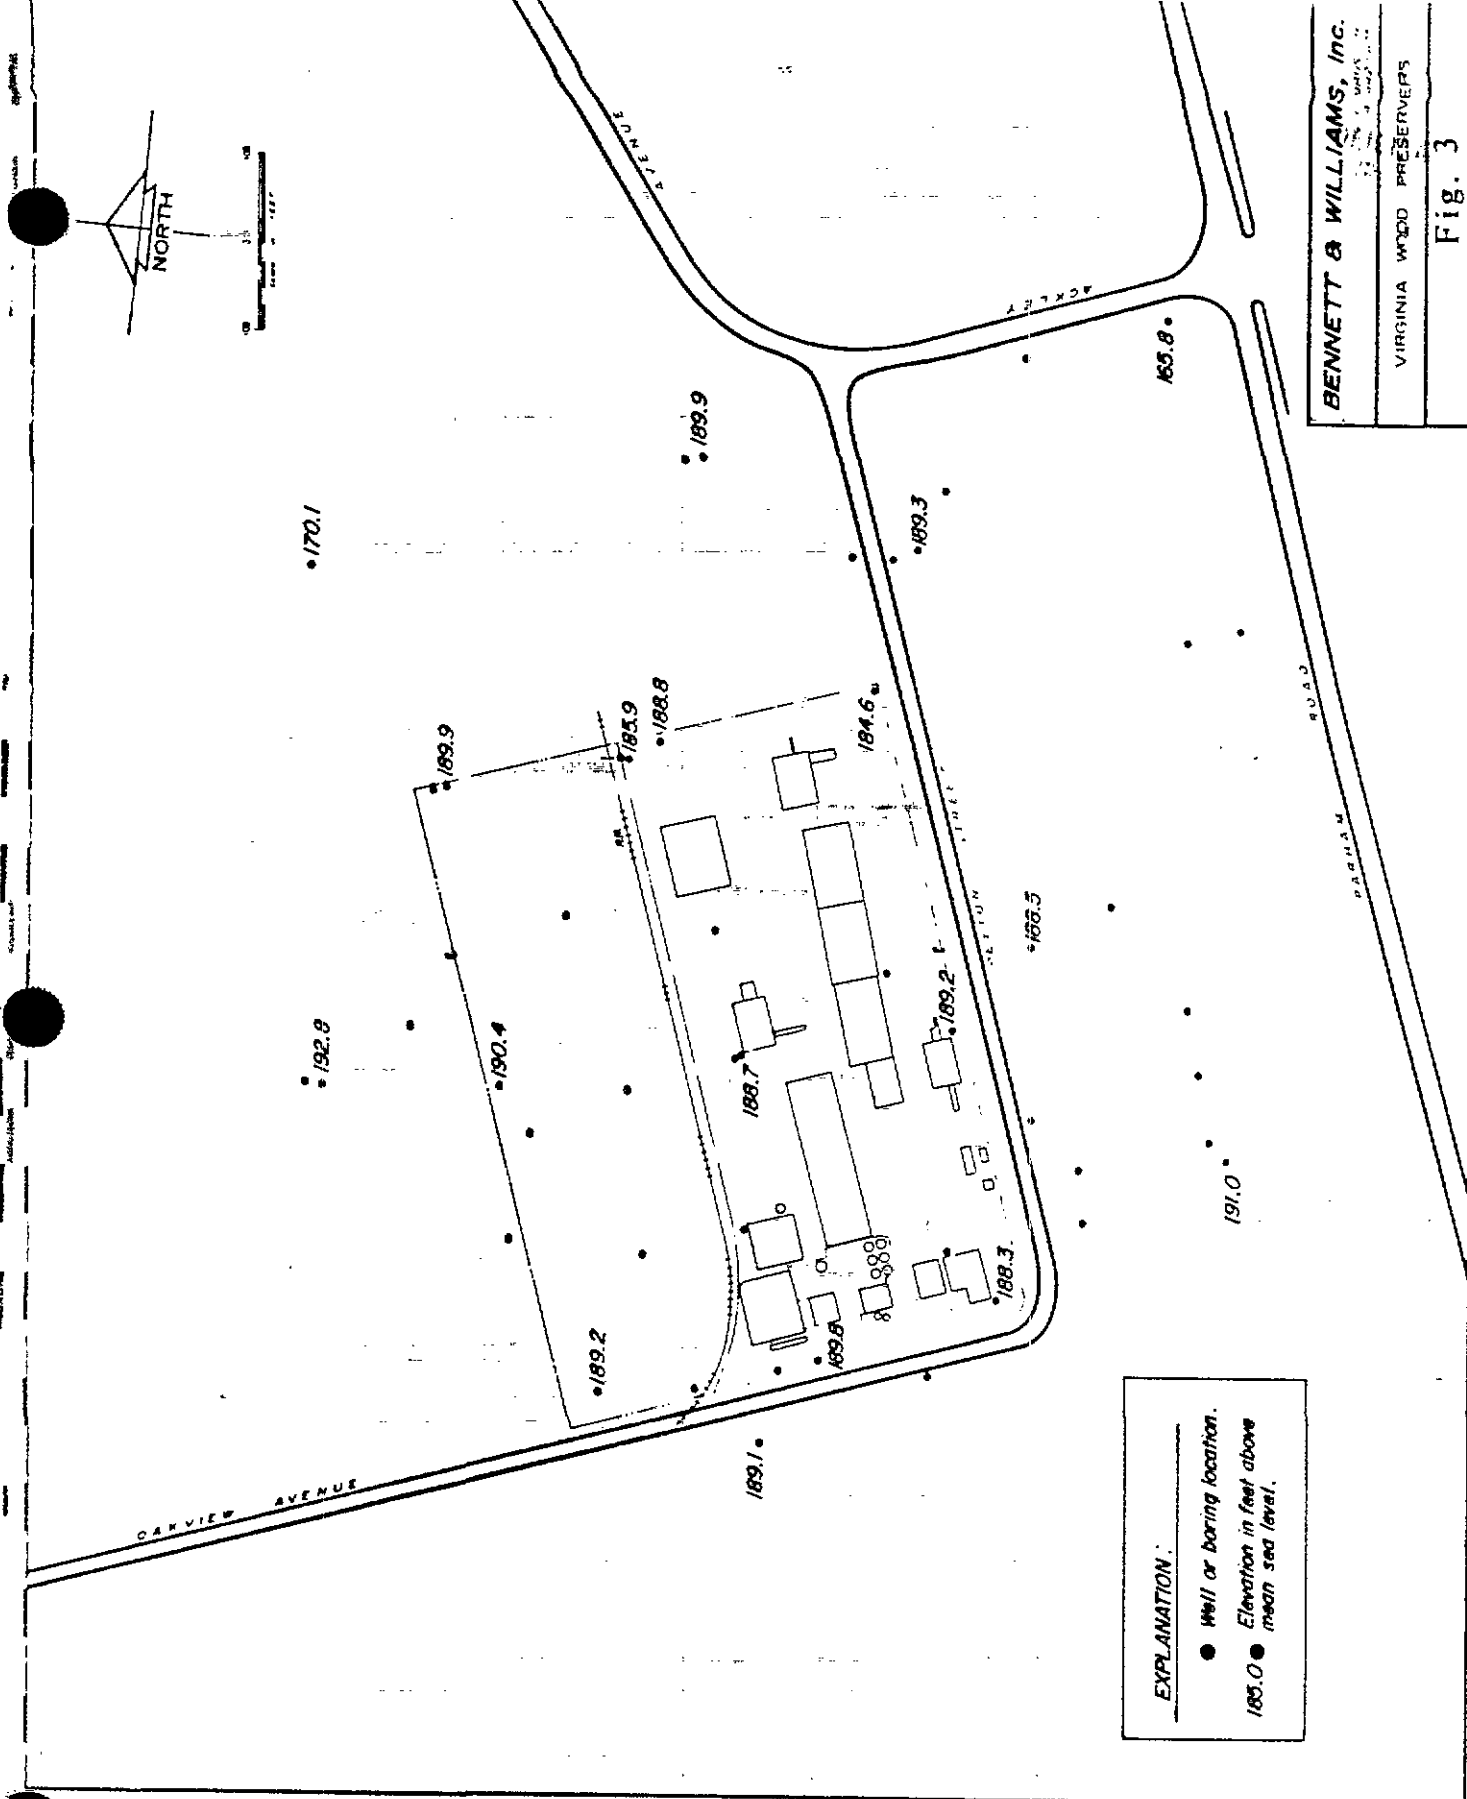 NORTH
AVENUE
ACKLEY
170.1
189.9
165.8
189.3
189.9
185.9
188.8
184.6
RR
192.8
190.4
188.7
189.2
188.5
189.2
189.8
188.3
191.0
189.1
OAKVIEW AVENUE
PARHAM ROAD
EXPLANATION:
Well or boring location.
185.0 Elevation in feet above
mean sea level.
BENNETT & WILLIAMS, Inc.
VIRGINIA WOOD PRESERVERS
Fig. 3